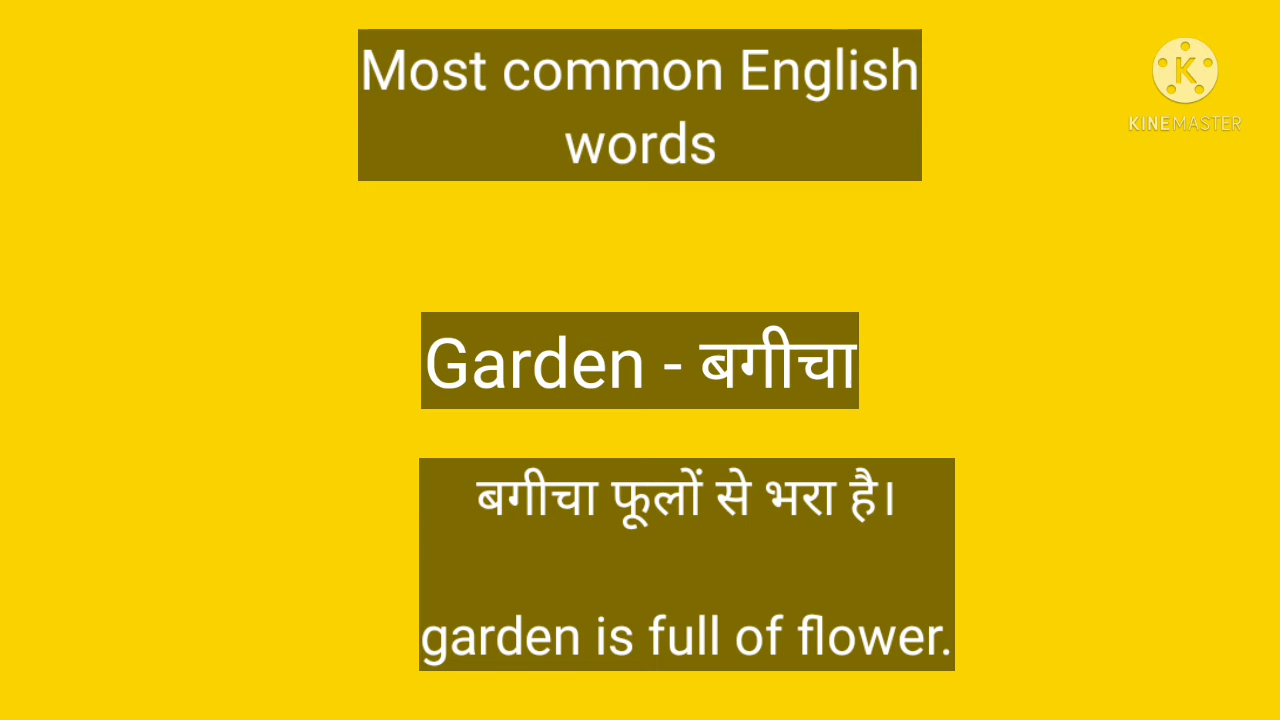 Most common English
words
K
KINEMASTER
Garden - बगीचा
बगीचा फूलों से भरा है।
garden is full of flower.